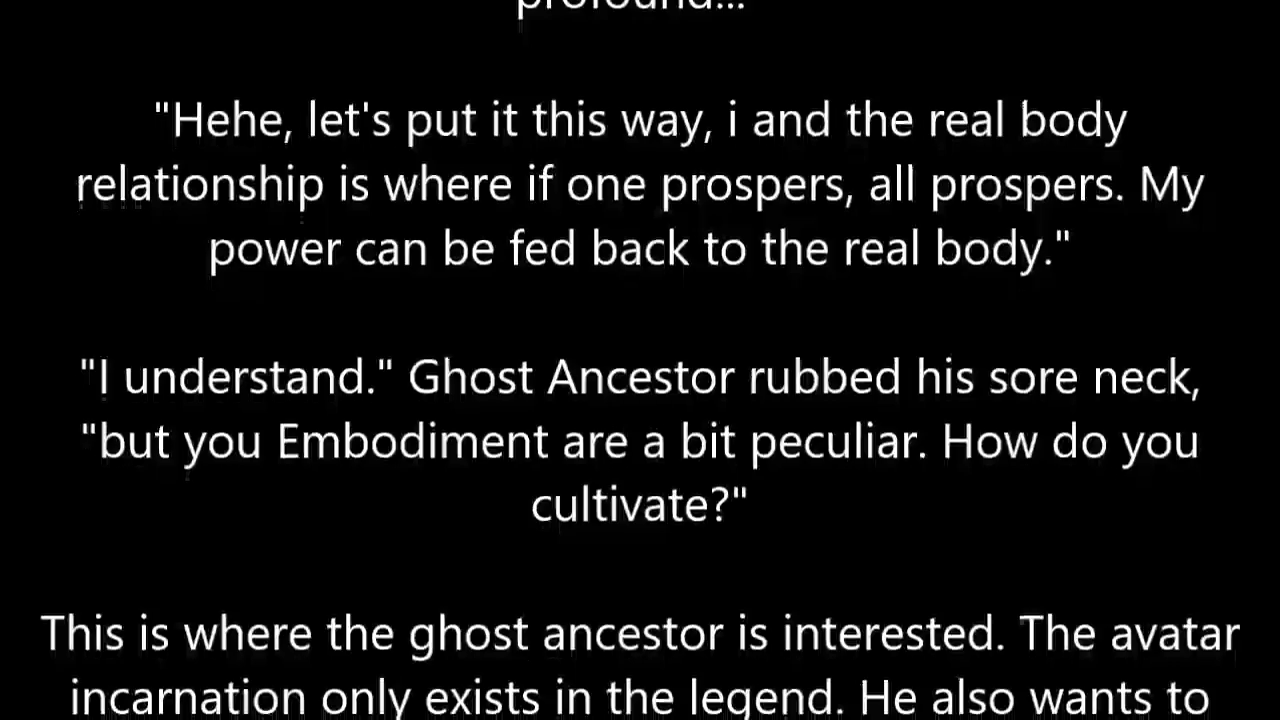 profound...
"Hehe, let's put it this way, i and the real body
relationship is where if one prospers, all prospers. My
power can be fed back to the real body."
"I understand." Ghost Ancestor rubbed his sore neck,
"but you Embodiment are a bit peculiar. How do you
cultivate?"
This is where the ghost ancestor is interested. The avatar
incarnation only exists in the legend. He also wants to